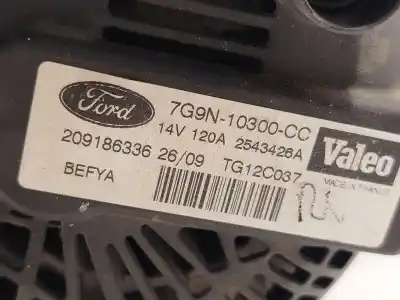 Ford
7G9N-10300-CC
14V 120A 2543426A
209186336 26/09 TG12C037
BEFYA
Valeo
MADE IN FRANCE